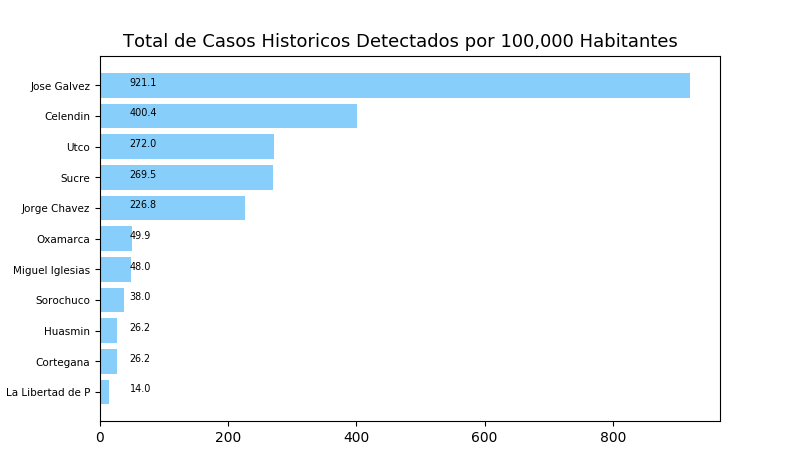 Total de Casos Historicos Detectados por 100,000 Habitantes
Jose Galvez 921.1
Celendin 400.4
Utco 272.0
Sucre 269.5
Jorge Chavez 226.8
Oxamarca 49.9
Miguel Iglesias 48.0
Sorochuco 38.0
Huasmin 26.2
Cortegana 26.2
La Libertad de P 14.0
0 200 400 600 800